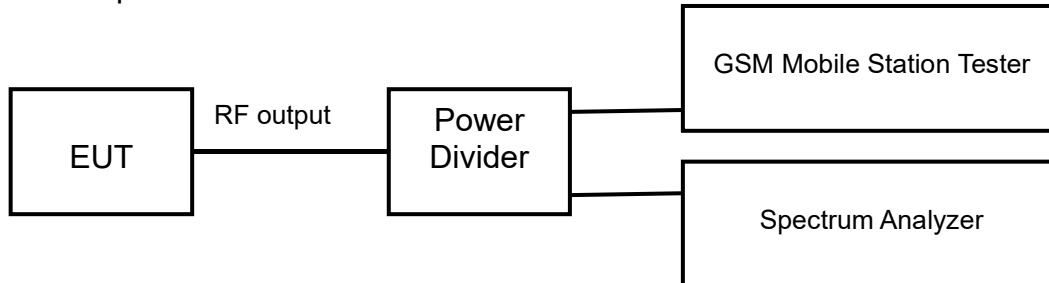 GSM Mobile Station Tester
RF output
EUT
Power
Divider
Spectrum Analyzer